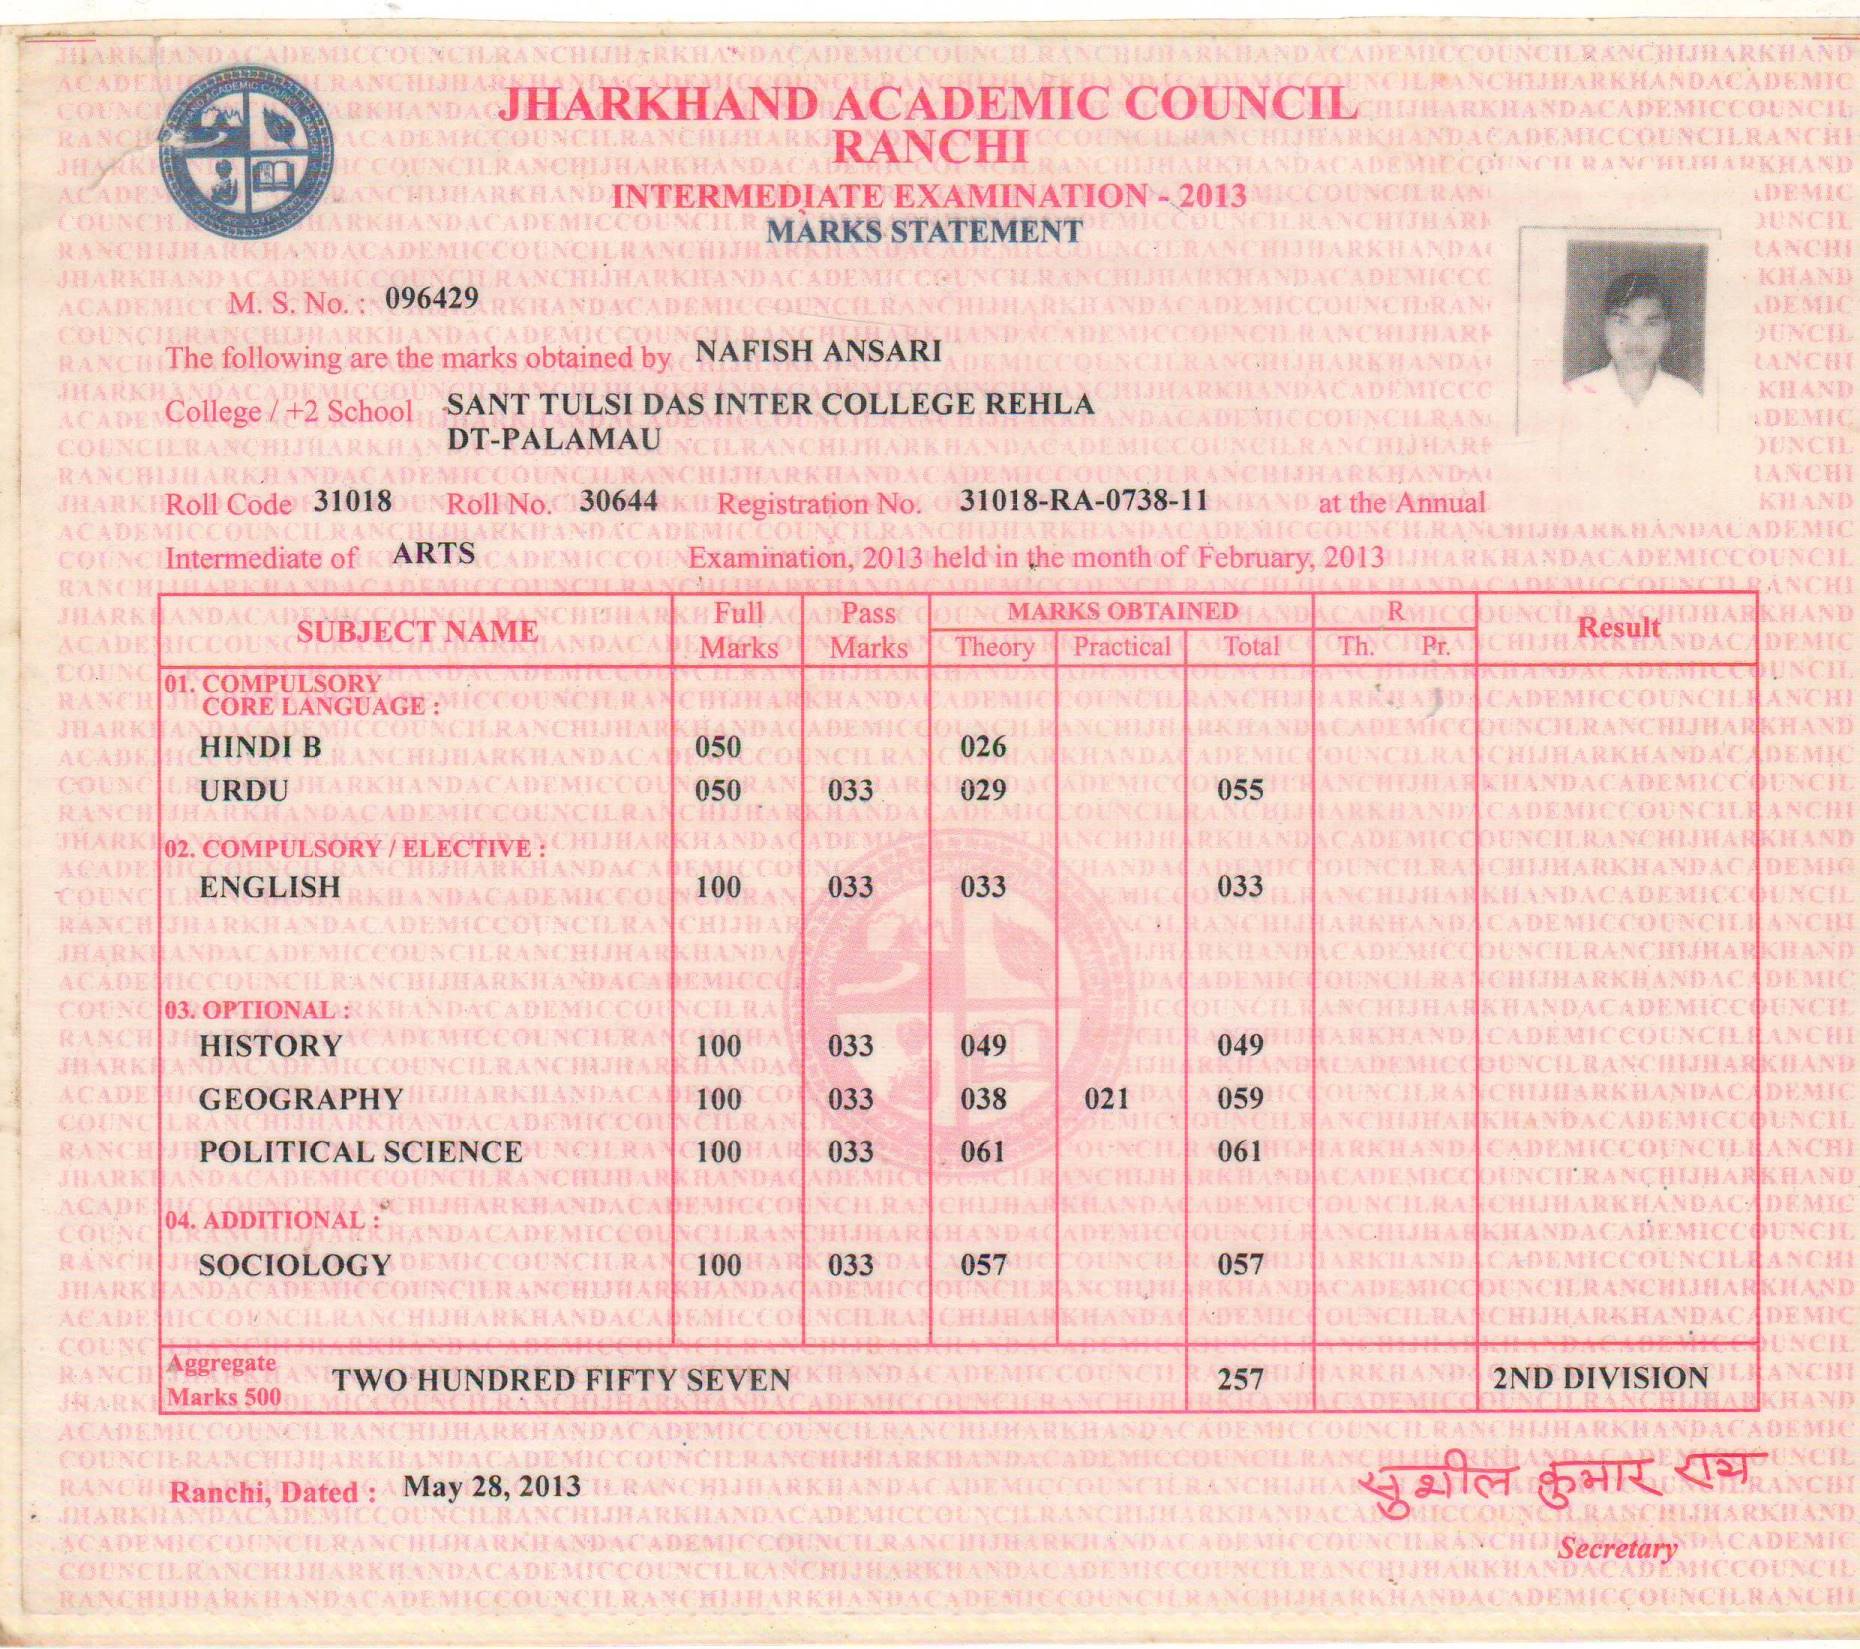 JHARKHAND ACADEMIC COUNCIL
RANCHI
INTERMEDIATE EXAMINATION - 2013
MARKS STATEMENT
M. S. No. : 096429
The following are the marks obtained by NAFISH ANSARI
College / +2 School SANT TULSI DAS INTER COLLEGE REHLA
DT-PALAMAU
Roll Code 31018 Roll No. 30644 Registration No. 31018-RA-0738-11 at the Annual
Intermediate of ARTS Examination, 2013 held in the month of February, 2013
SUBJECT NAME Full Marks Pass Marks MARKS OBTAINED R Result
Theory Practical Total Th. Pr.
01. COMPULSORY
CORE LANGUAGE :
HINDI B 050 026
URDU 050 033 029 055
02. COMPULSORY / ELECTIVE :
ENGLISH 100 033 033 033
03. OPTIONAL :
HISTORY 100 033 049 049
GEOGRAPHY 100 033 038 021 059
POLITICAL SCIENCE 100 033 061 061
04. ADDITIONAL :
SOCIOLOGY 100 033 057 057
Aggregate
Marks 500 TWO HUNDRED FIFTY SEVEN 257 2ND DIVISION
Ranchi, Dated : May 28, 2013
सुशील कुमार राय
Secretary